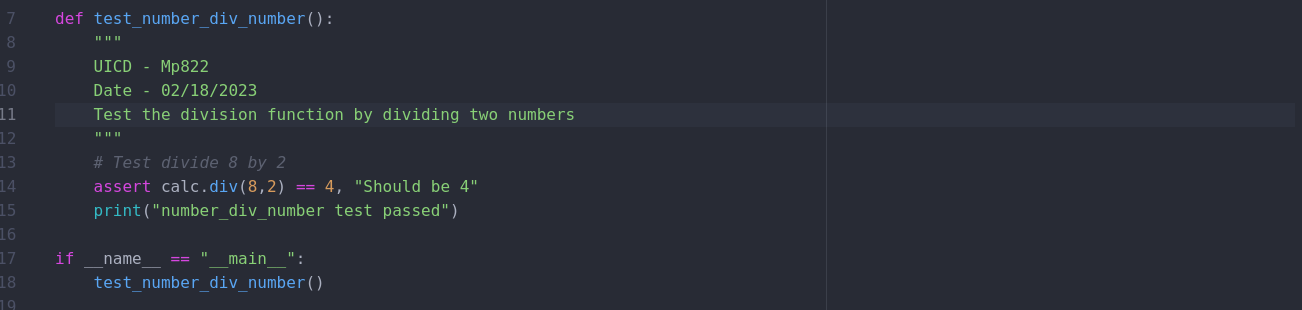 7 def test_number_div_number():
8 """
9 UICD - Mp822
10 Date - 02/18/2023
11 Test the division function by dividing two numbers
12 """
13 # Test divide 8 by 2
14 assert calc.div(8,2) == 4, "Should be 4"
15 print("number_div_number test passed")
16
17 if __name__ == "__main__":
18 test_number_div_number()
19